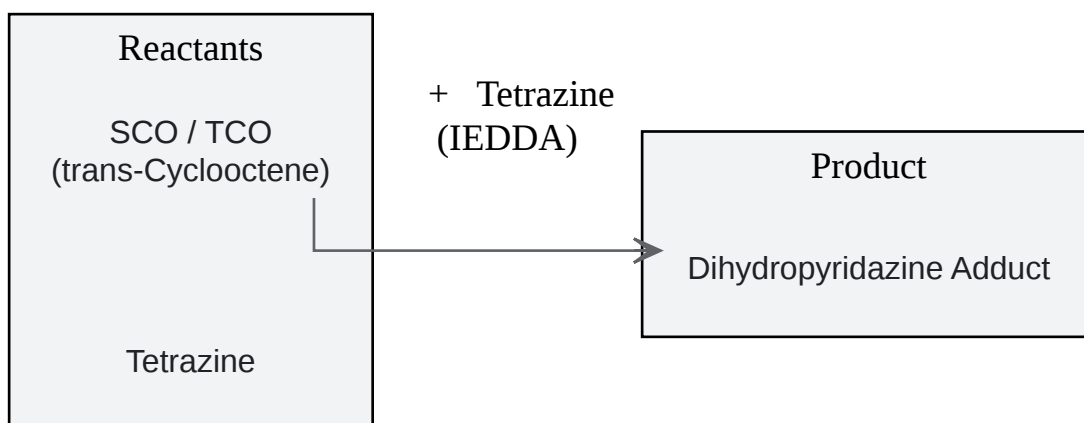 Reactants
SCO / TCO
(trans-Cyclooctene)
Tetrazine
+ Tetrazine
(IEDDA)
Product
Dihydropyridazine Adduct